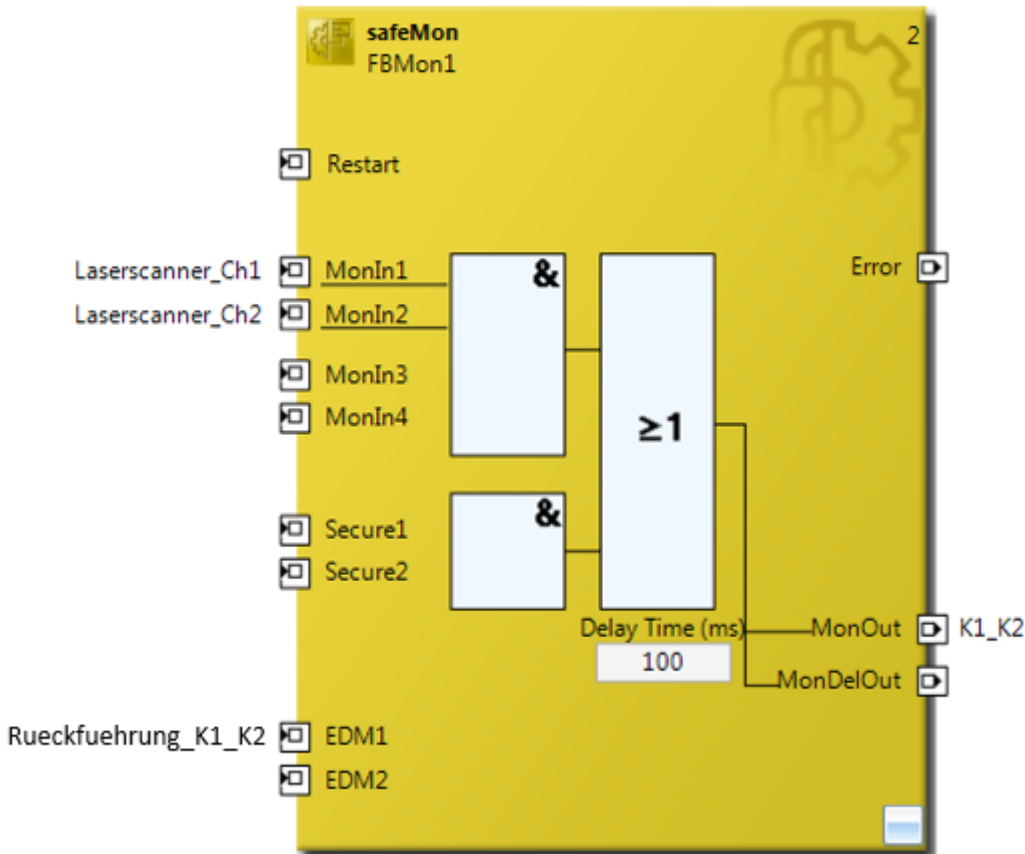 safeMon
2
FBMon1
Restart
Laserscanner_Ch1 MonIn1 & Error
Laserscanner_Ch2 MonIn2
MonIn3
MonIn4
≥1
Secure1 &
Secure2
Delay Time (ms) MonOut K1_K2
100
MonDelOut
Rueckfuehrung_K1_K2 EDM1
EDM2